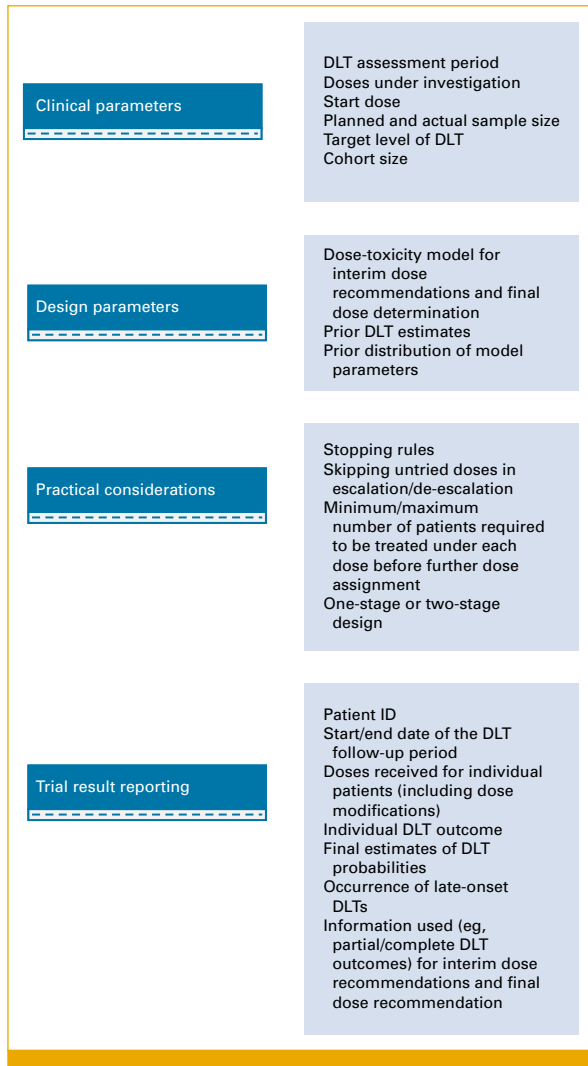 Clinical parameters
DLT assessment period
Doses under investigation
Start dose
Planned and actual sample size
Target level of DLT
Cohort size
Design parameters
Dose-toxicity model for
interim dose
recommendations and final
dose determination
Prior DLT estimates
Prior distribution of model
parameters
Practical considerations
Stopping rules
Skipping untried doses in
escalation/de-escalation
Minimum/maximum
number of patients required
to be treated under each
dose before further dose
assignment
One-stage or two-stage
design
Trial result reporting
Patient ID
Start/end date of the DLT
follow-up period
Doses received for individual
patients (including dose
modifications)
Individual DLT outcome
Final estimates of DLT
probabilities
Occurrence of late-onset
DLTs
Information used (eg,
partial/complete DLT
outcomes) for interim dose
recommendations and final
dose recommendation